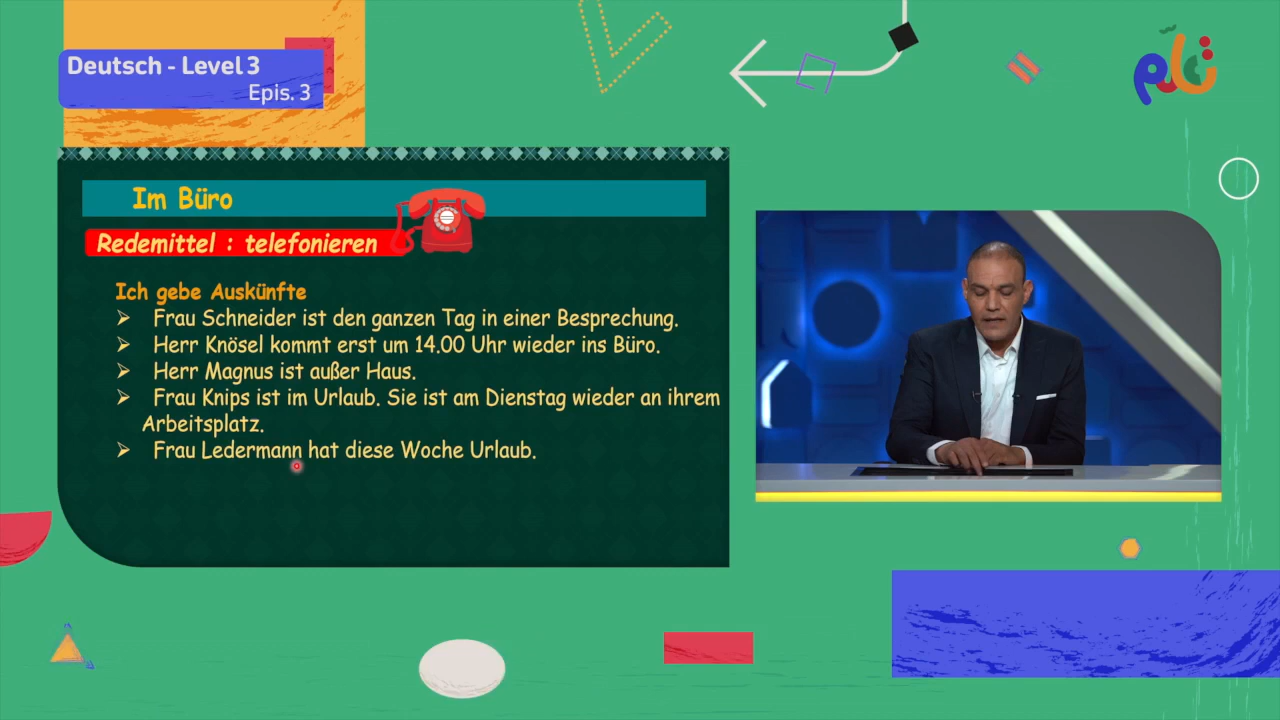 Deutsch - Level 3
Epis. 3
Im Büro
Redemittel : telefonieren
Ich gebe Auskünfte
➢ Frau Schneider ist den ganzen Tag in einer Besprechung.
➢ Herr Knösel kommt erst um 14.00 Uhr wieder ins Büro.
➢ Herr Magnus ist außer Haus.
➢ Frau Knips ist im Urlaub. Sie ist am Dienstag wieder an ihrem
Arbeitsplatz.
➢ Frau Ledermann hat diese Woche Urlaub.